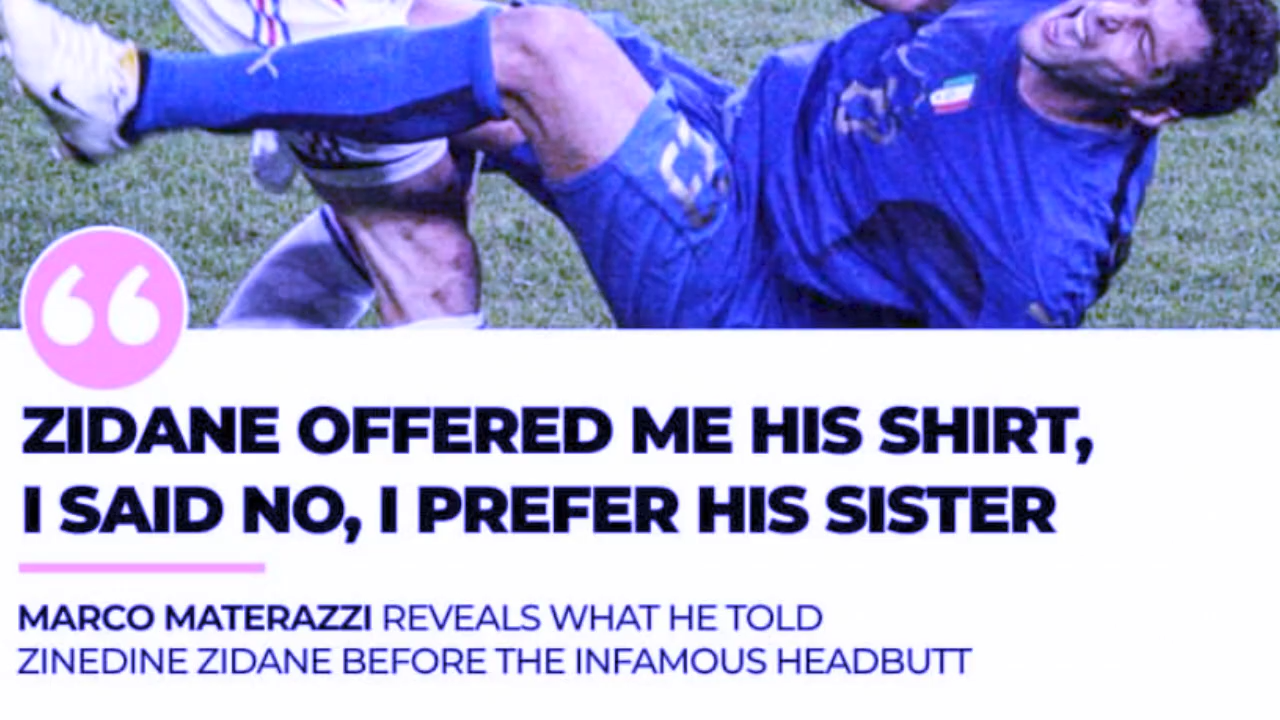 ZIDANE OFFERED ME HIS SHIRT,
I SAID NO, I PREFER HIS SISTER
MARCO MATERAZZI REVEALS WHAT HE TOLD
ZINEDINE ZIDANE BEFORE THE INFAMOUS HEADBUTT